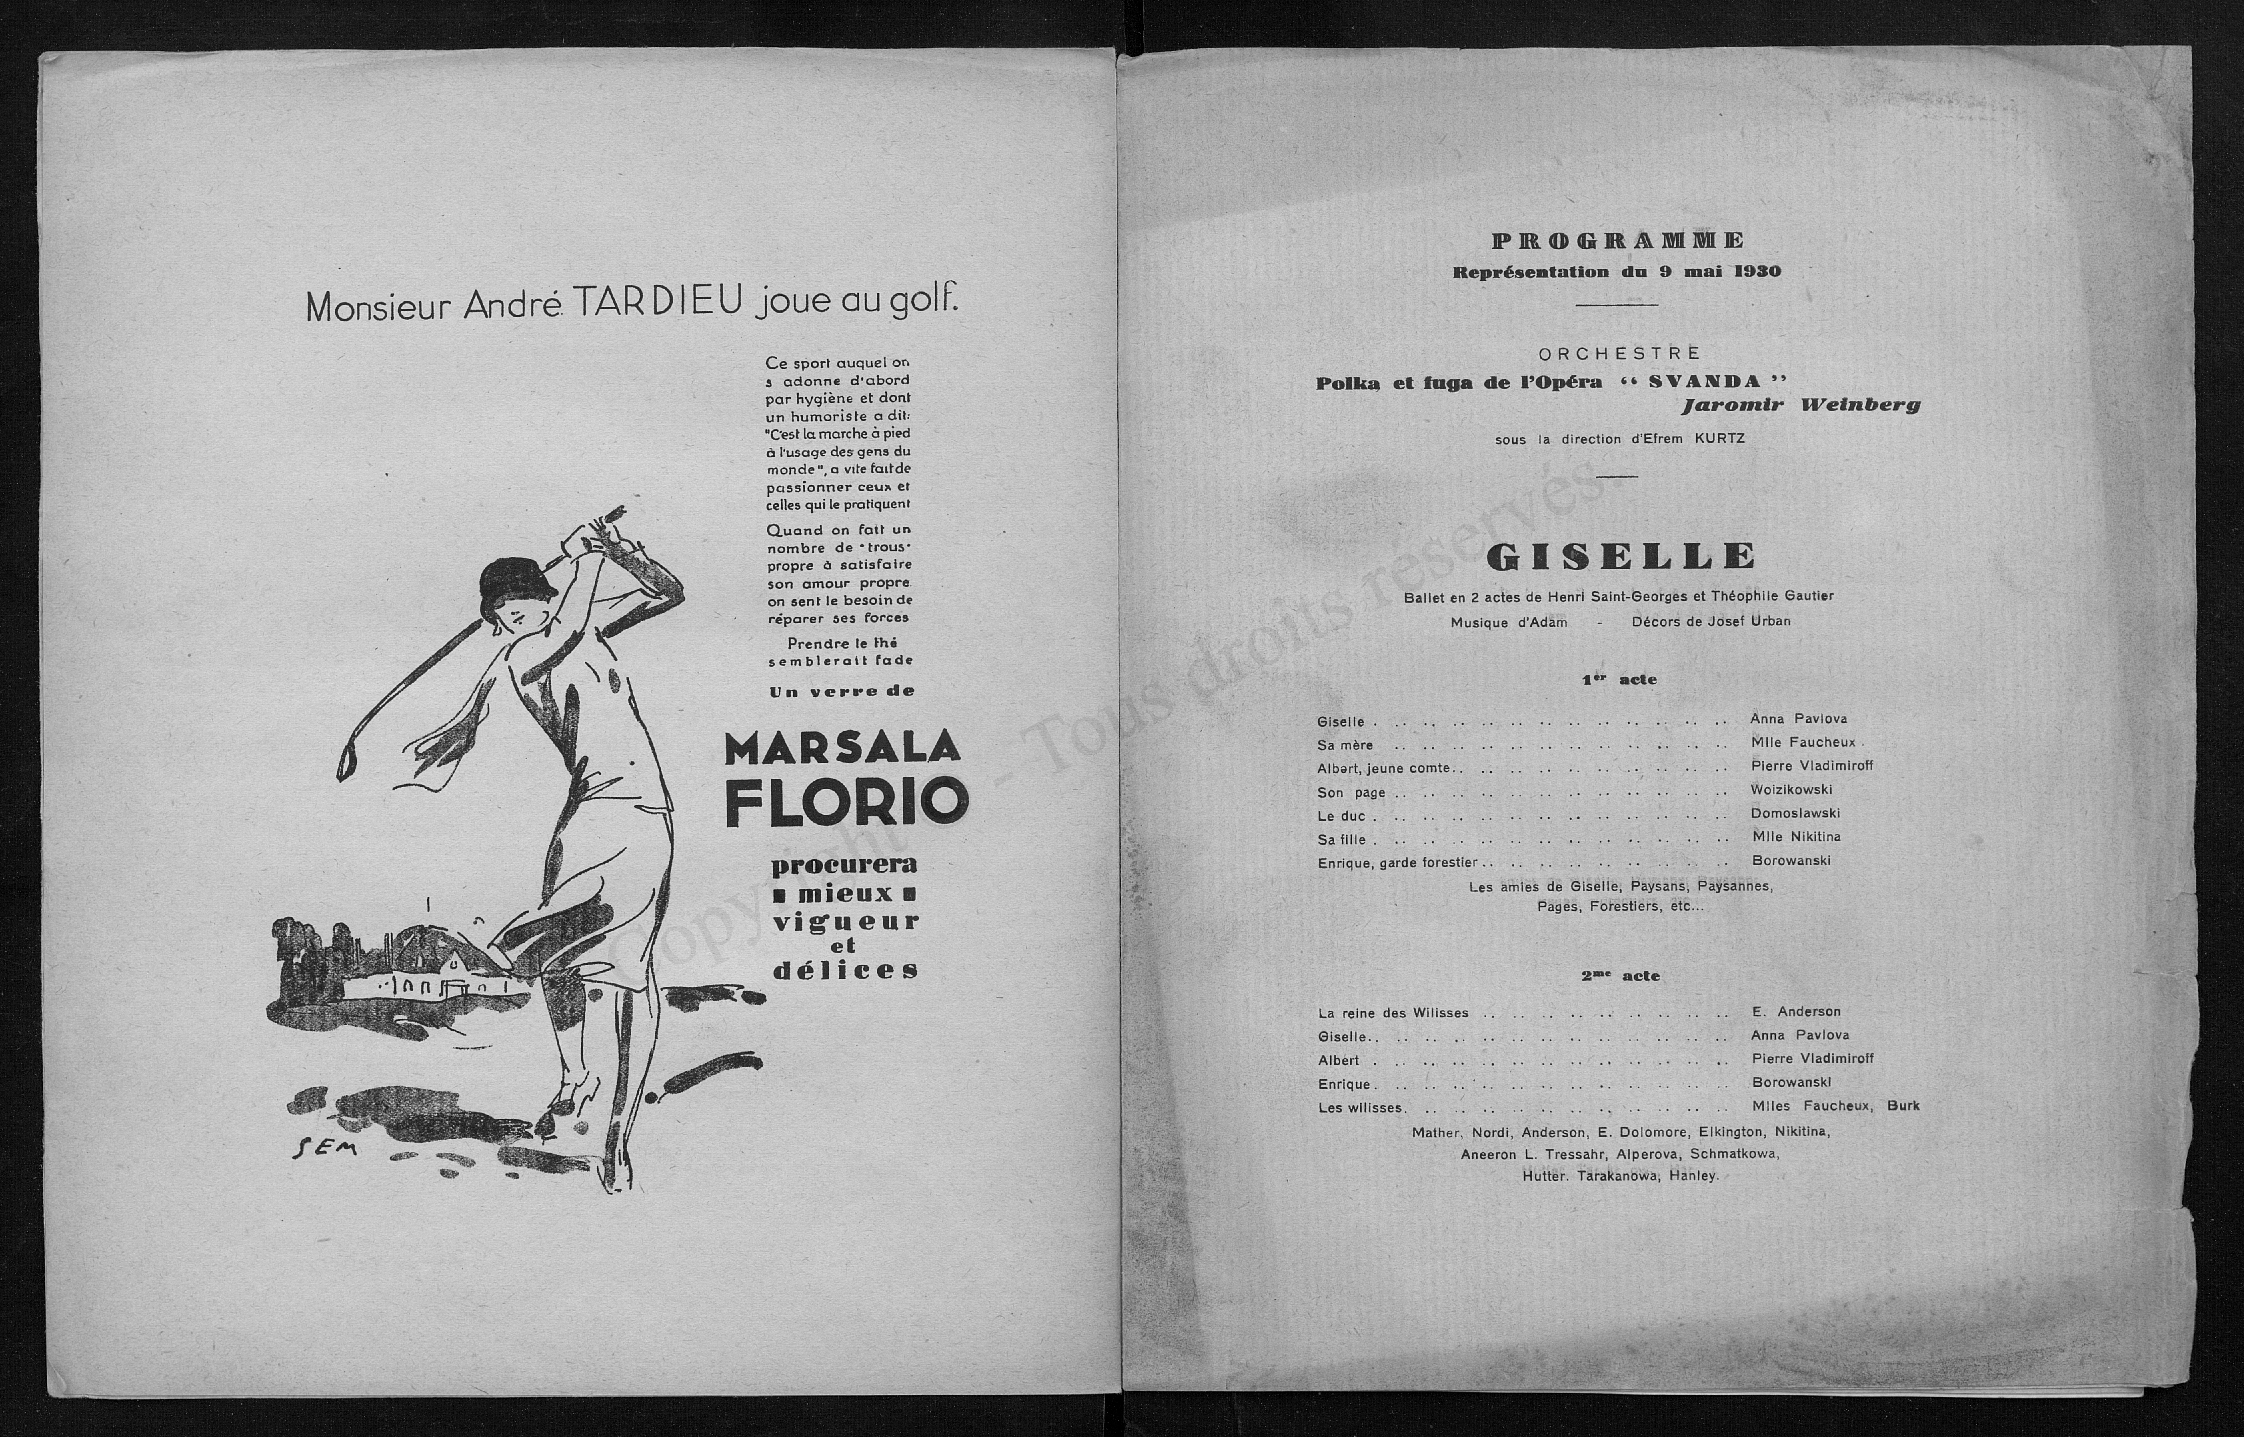 Monsieur André TARDIEU joue au golf.
Ce sport auquel on
s adonne d'abord
par hygiène et dont
un humoriste a dit:
"C'est la marche à pied
à l'usage des gens du
monde", a vite fait de
passionner ceux et
celles qui le pratiquent
Quand on fait un
nombre de "trous"
propre à satisfaire
son amour propre
on sent le besoin de
réparer ses forces
Prendre le thé
semblerait fade
Un verre de
MARSALA
FLORIO
procurera
mieux
vigueur
et
délices
SEM
PROGRAMME
Représentation du 9 mai 1930
ORCHESTRE
Polka et fuga de l'Opéra “ SVANDA ”
Jaromir Weinberg
sous la direction d'Efrem KURTZ
GISELLE
Ballet en 2 actes de Henri Saint-Georges et Théophile Gautier
Musique d'Adam - Décors de Josef Urban
1er acte
Giselle . .. .. .. .. .. .. .. .. .. .. .. .. Anna Pavlova
Sa mère .. .. .. .. .. .. .. .. .. .. .. .. Mlle Faucheux
Albert, jeune comte.. .. .. .. .. .. .. .. .. .. Pierre Vladimiroff
Son page .. .. .. .. .. .. .. .. .. .. .. .. Woizikowski
Le duc . .. .. .. .. .. .. .. .. .. .. .. .. Domoslawski
Sa fille . .. .. .. .. .. .. .. .. .. .. .. .. Mlle Nikitina
Enrique, garde forestier .. .. .. .. .. .. .. .. .. Borowanski
Les amies de Giselle, Paysans, Paysannes,
Pages, Forestiers, etc...
2me acte
La reine des Wilisses .. .. .. .. .. .. .. .. .. E. Anderson
Giselle.. .. .. .. .. .. .. .. .. .. .. .. .. Anna Pavlova
Albert . .. .. .. .. .. .. .. .. .. .. .. .. Pierre Vladimiroff
Enrique. .. .. .. .. .. .. .. .. .. .. .. .. Borowanski
Les wilisses. .. .. .. .. .. .. .. .. .. .. .. Mlles Faucheux, Burk
Mather, Nordi, Anderson, E. Dolomore, Elkington, Nikitina,
Aneeron L. Tressahr, Alperova, Schmatkowa,
Hutter. Tarakanowa, Hanley.
Copyright - Tous droits réservés